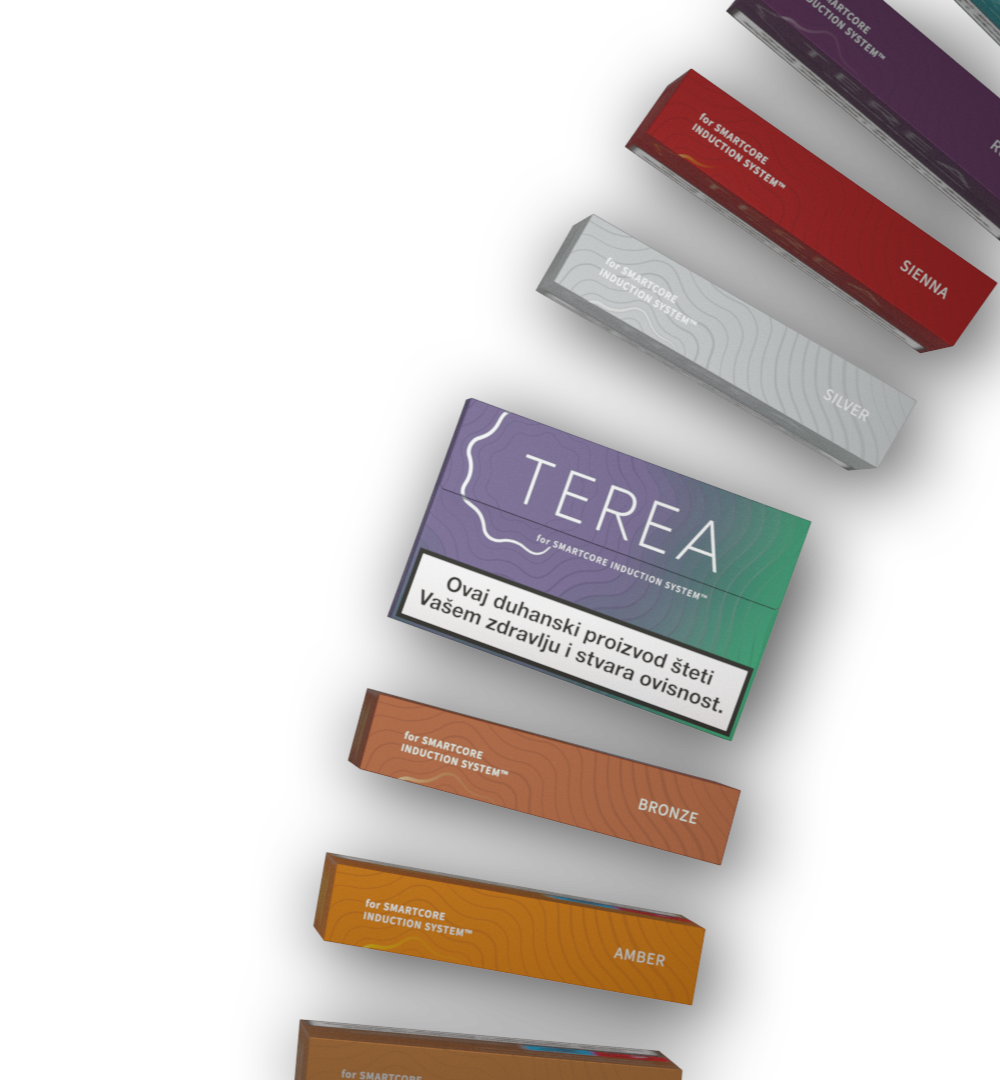 SMARTCORE
INDUCTION SYSTEM™
TEREA
for SMARTCORE
INDUCTION SYSTEM™
SIENNA
for SMARTCORE
INDUCTION SYSTEM™
SILVER
TEREA
for SMARTCORE INDUCTION SYSTEM™
Ovaj duhanski proizvod šteti
Vašem zdravlju i stvara ovisnost.
for SMARTCORE
INDUCTION SYSTEM™
BRONZE
for SMARTCORE
INDUCTION SYSTEM™
AMBER
for SMARTCORE